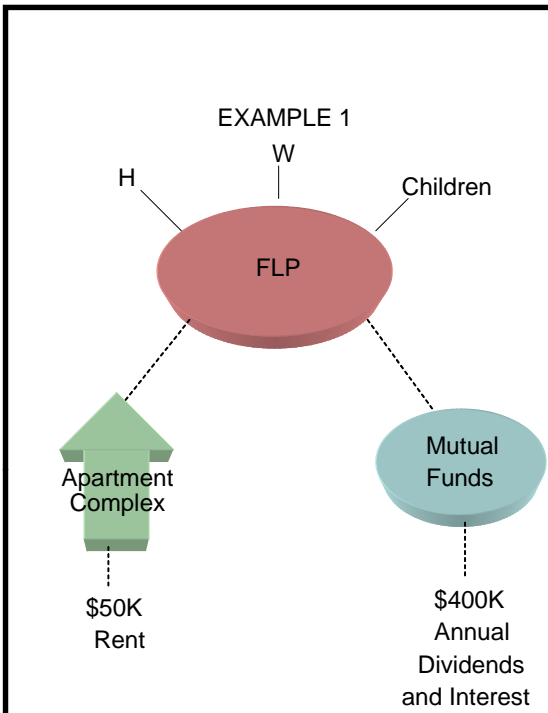 EXAMPLE 1
W
H
Children
FLP
Apartment
Complex
Mutual
Funds
$50K
Rent
$400K
Annual
Dividends
and Interest